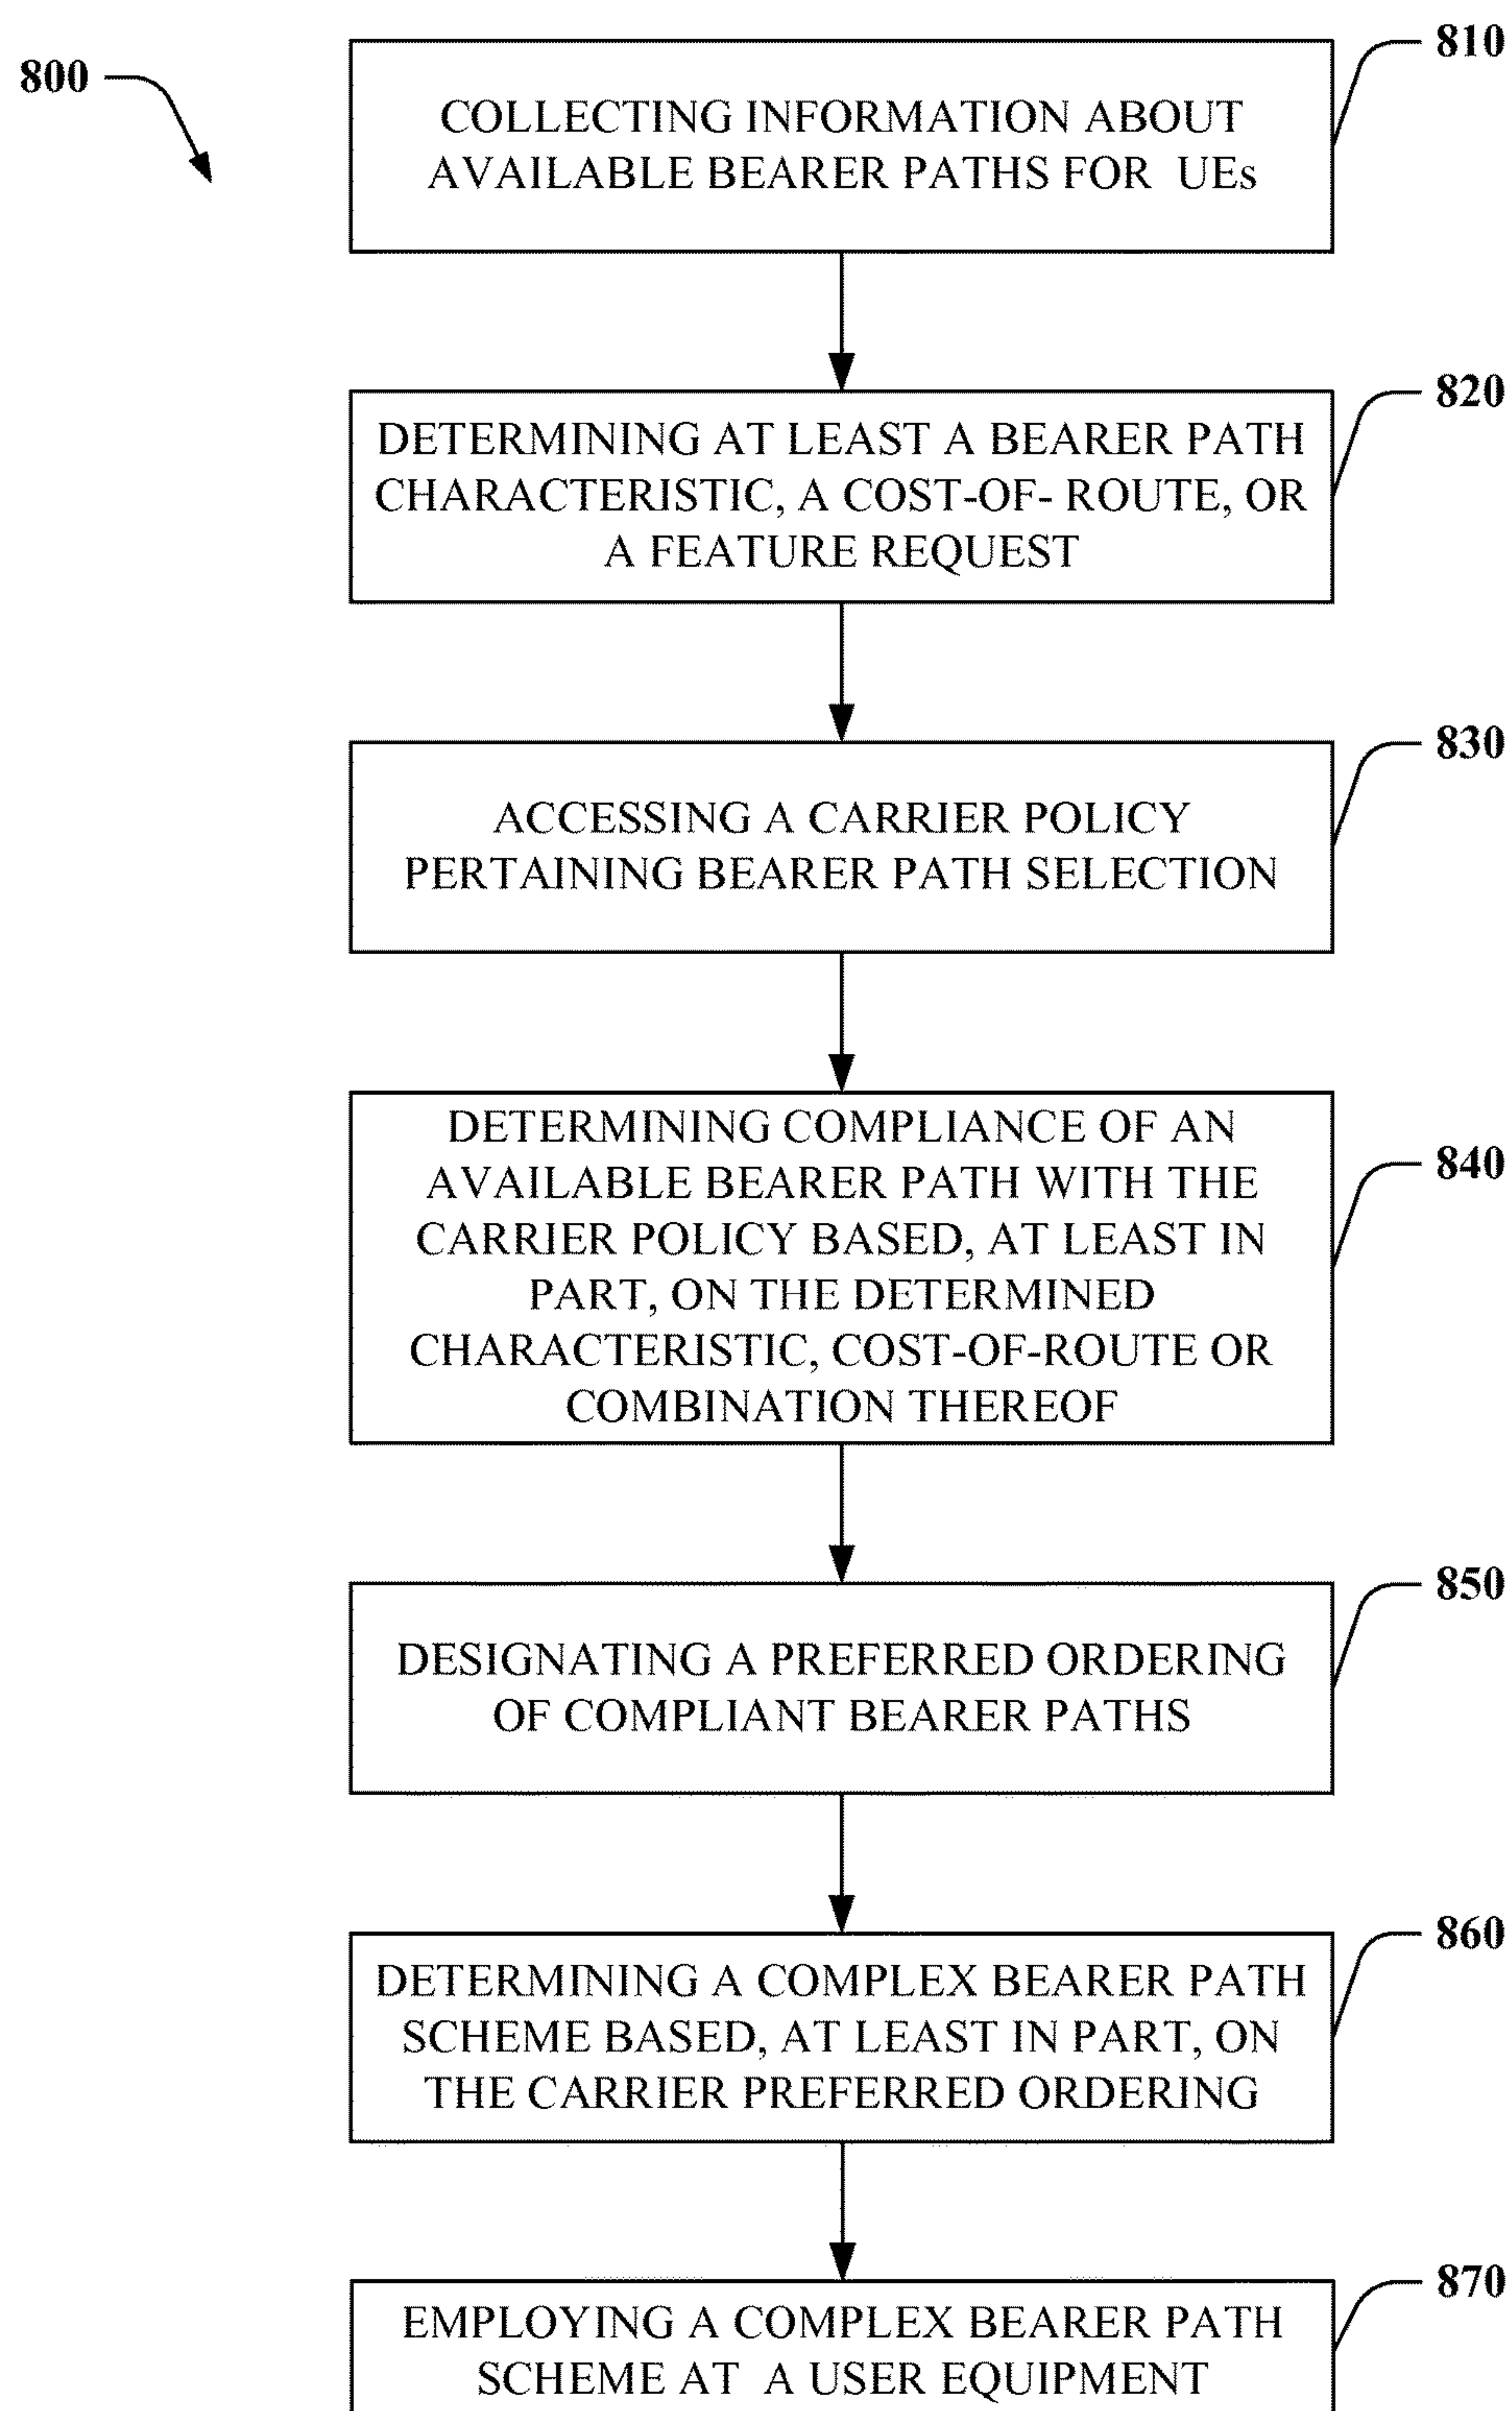 800
810
COLLECTING INFORMATION ABOUT
AVAILABLE BEARER PATHS FOR UEs
820
DETERMINING AT LEAST A BEARER PATH
CHARACTERISTIC, A COST-OF- ROUTE, OR
A FEATURE REQUEST
830
ACCESSING A CARRIER POLICY
PERTAINING BEARER PATH SELECTION
840
DETERMINING COMPLIANCE OF AN
AVAILABLE BEARER PATH WITH THE
CARRIER POLICY BASED, AT LEAST IN
PART, ON THE DETERMINED
CHARACTERISTIC, COST-OF-ROUTE OR
COMBINATION THEREOF
850
DESIGNATING A PREFERRED ORDERING
OF COMPLIANT BEARER PATHS
860
DETERMINING A COMPLEX BEARER PATH
SCHEME BASED, AT LEAST IN PART, ON
THE CARRIER PREFERRED ORDERING
870
EMPLOYING A COMPLEX BEARER PATH
SCHEME AT A USER EQUIPMENT